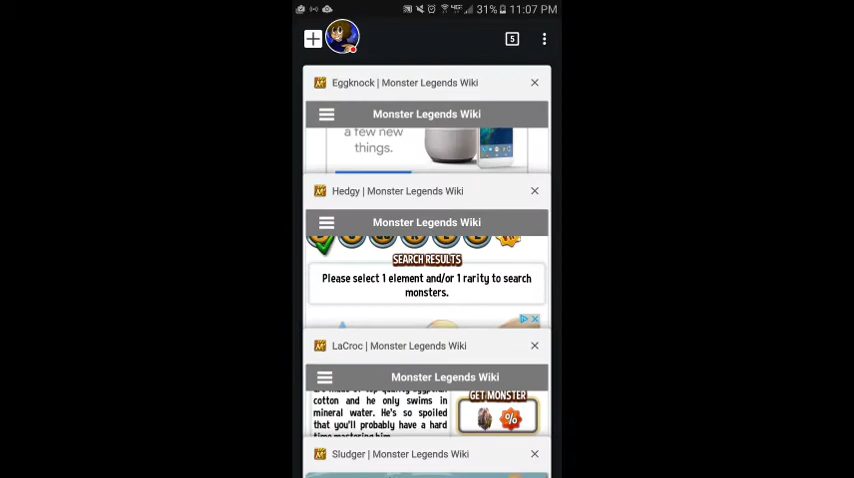 31% 11:07 PM
5
Eggknock | Monster Legends Wiki
Monster Legends Wiki
a few new
things.
Hedgy | Monster Legends Wiki
Monster Legends Wiki
SEARCH RESULTS
Please select 1 element and/or 1 rarity to search
monsters.
LaCroc | Monster Legends Wiki
Monster Legends Wiki
cotton and he only swims in
mineral water. He's so spoiled
that you'll probably have a hard
time mastering him
GET MONSTER
%
Sludger | Monster Legends Wiki